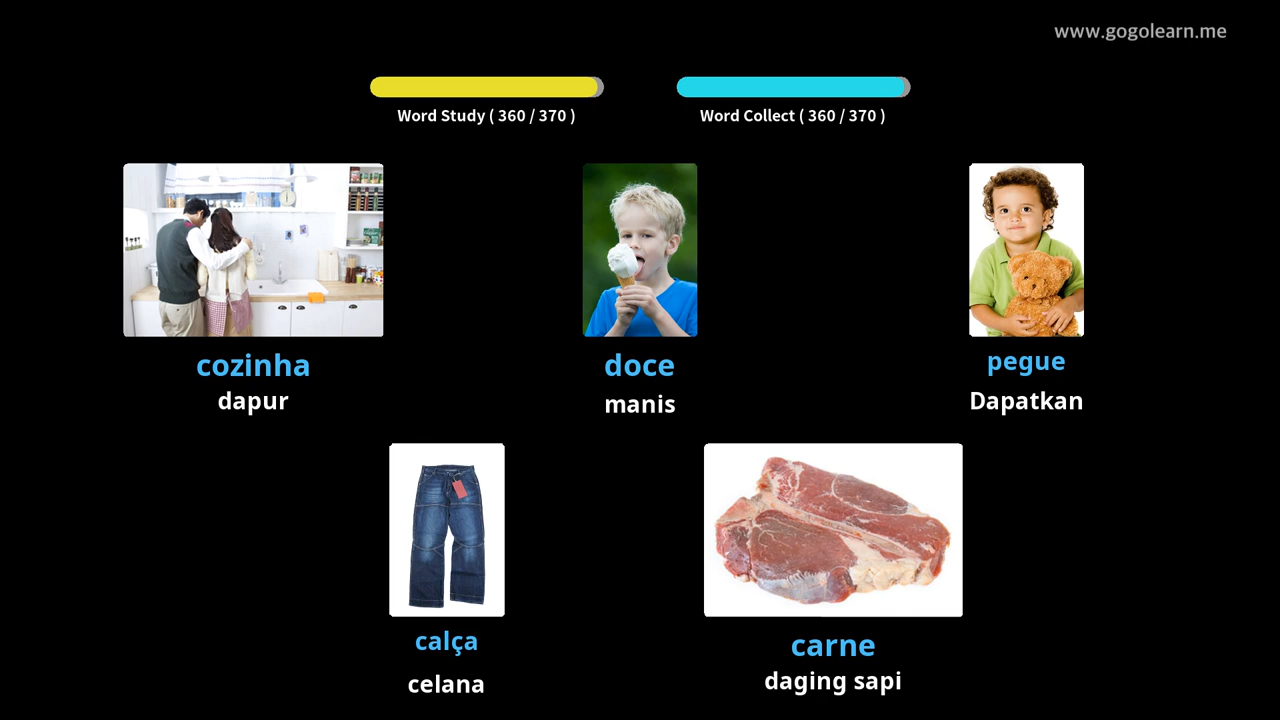 www.gogolearn.me
Word Study ( 360 / 370 )
Word Collect ( 360 / 370 )
cozinha
dapur
doce
manis
pegue
Dapatkan
calça
celana
carne
daging sapi